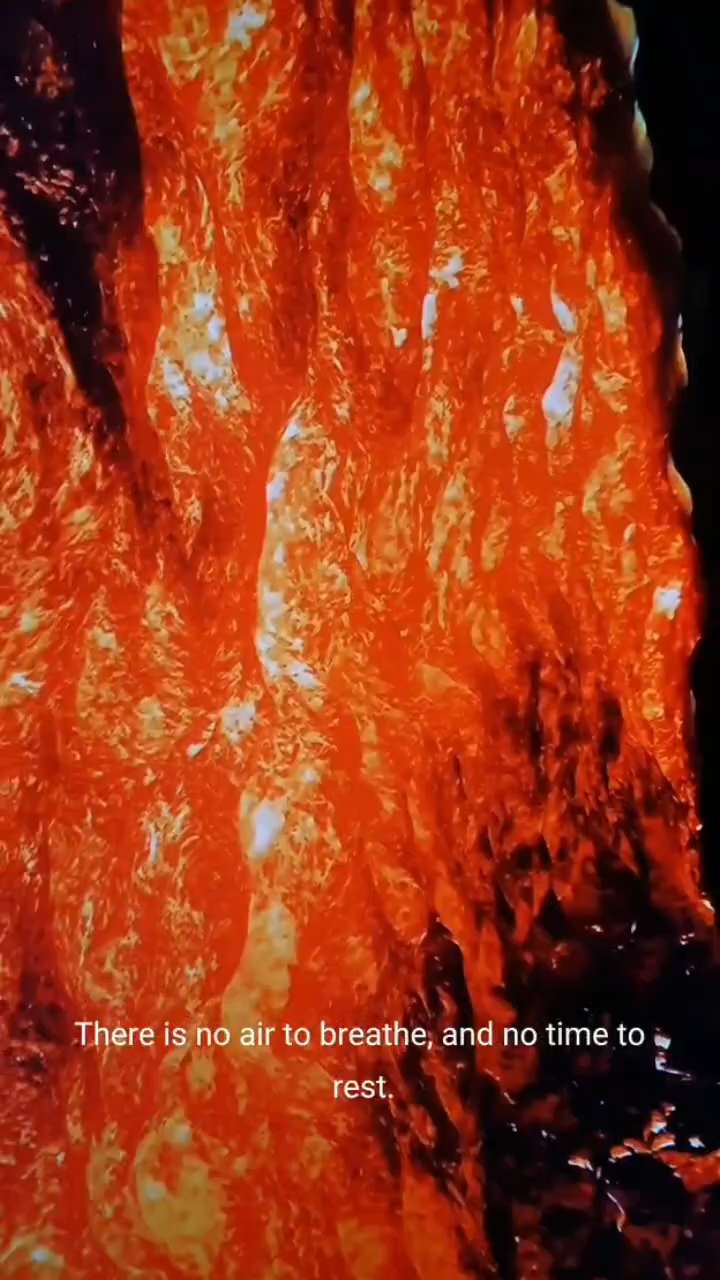 There is no air to breathe, and no time to
rest.